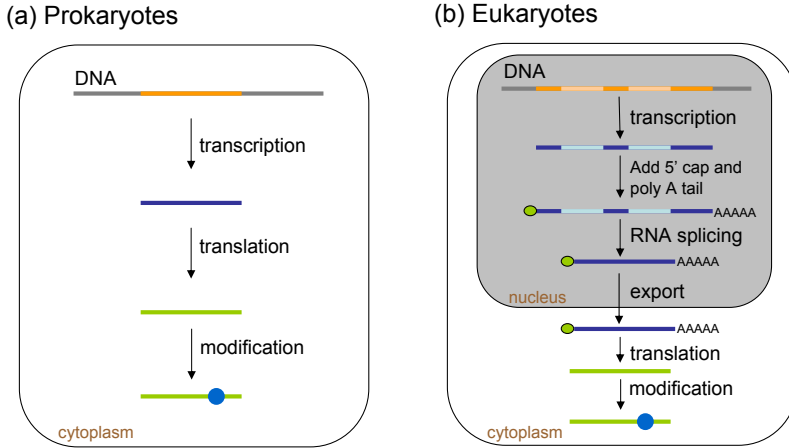 (a) Prokaryotes
DNA
transcription
translation
modification
cytoplasm
(b) Eukaryotes
DNA
transcription
Add 5' cap and
poly A tail
AAAAA
RNA splicing
AAAAA
nucleus
export
AAAAA
translation
modification
cytoplasm